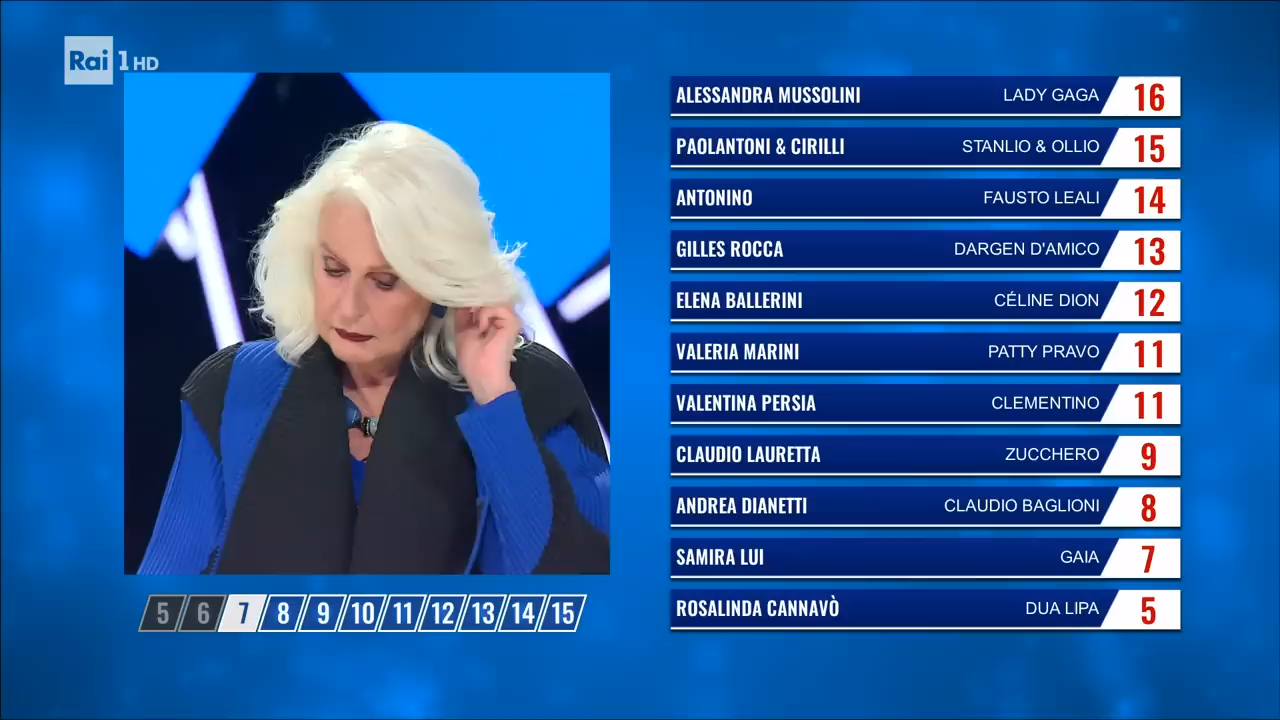 Rai 1 HD
ALESSANDRA MUSSOLINI LADY GAGA 16
PAOLANTONI & CIRILLI STANLIO & OLLIO 15
ANTONINO FAUSTO LEALI 14
GILLES ROCCA DARGEN D'AMICO 13
ELENA BALLERINI CÉLINE DION 12
VALERIA MARINI PATTY PRAVO 11
VALENTINA PERSIA CLEMENTINO 11
CLAUDIO LAURETTA ZUCCHERO 9
ANDREA DIANETTI CLAUDIO BAGLIONI 8
SAMIRA LUI GAIA 7
ROSALINDA CANNAVÒ DUA LIPA 5
5 6 7 8 9 10 11 12 13 14 15